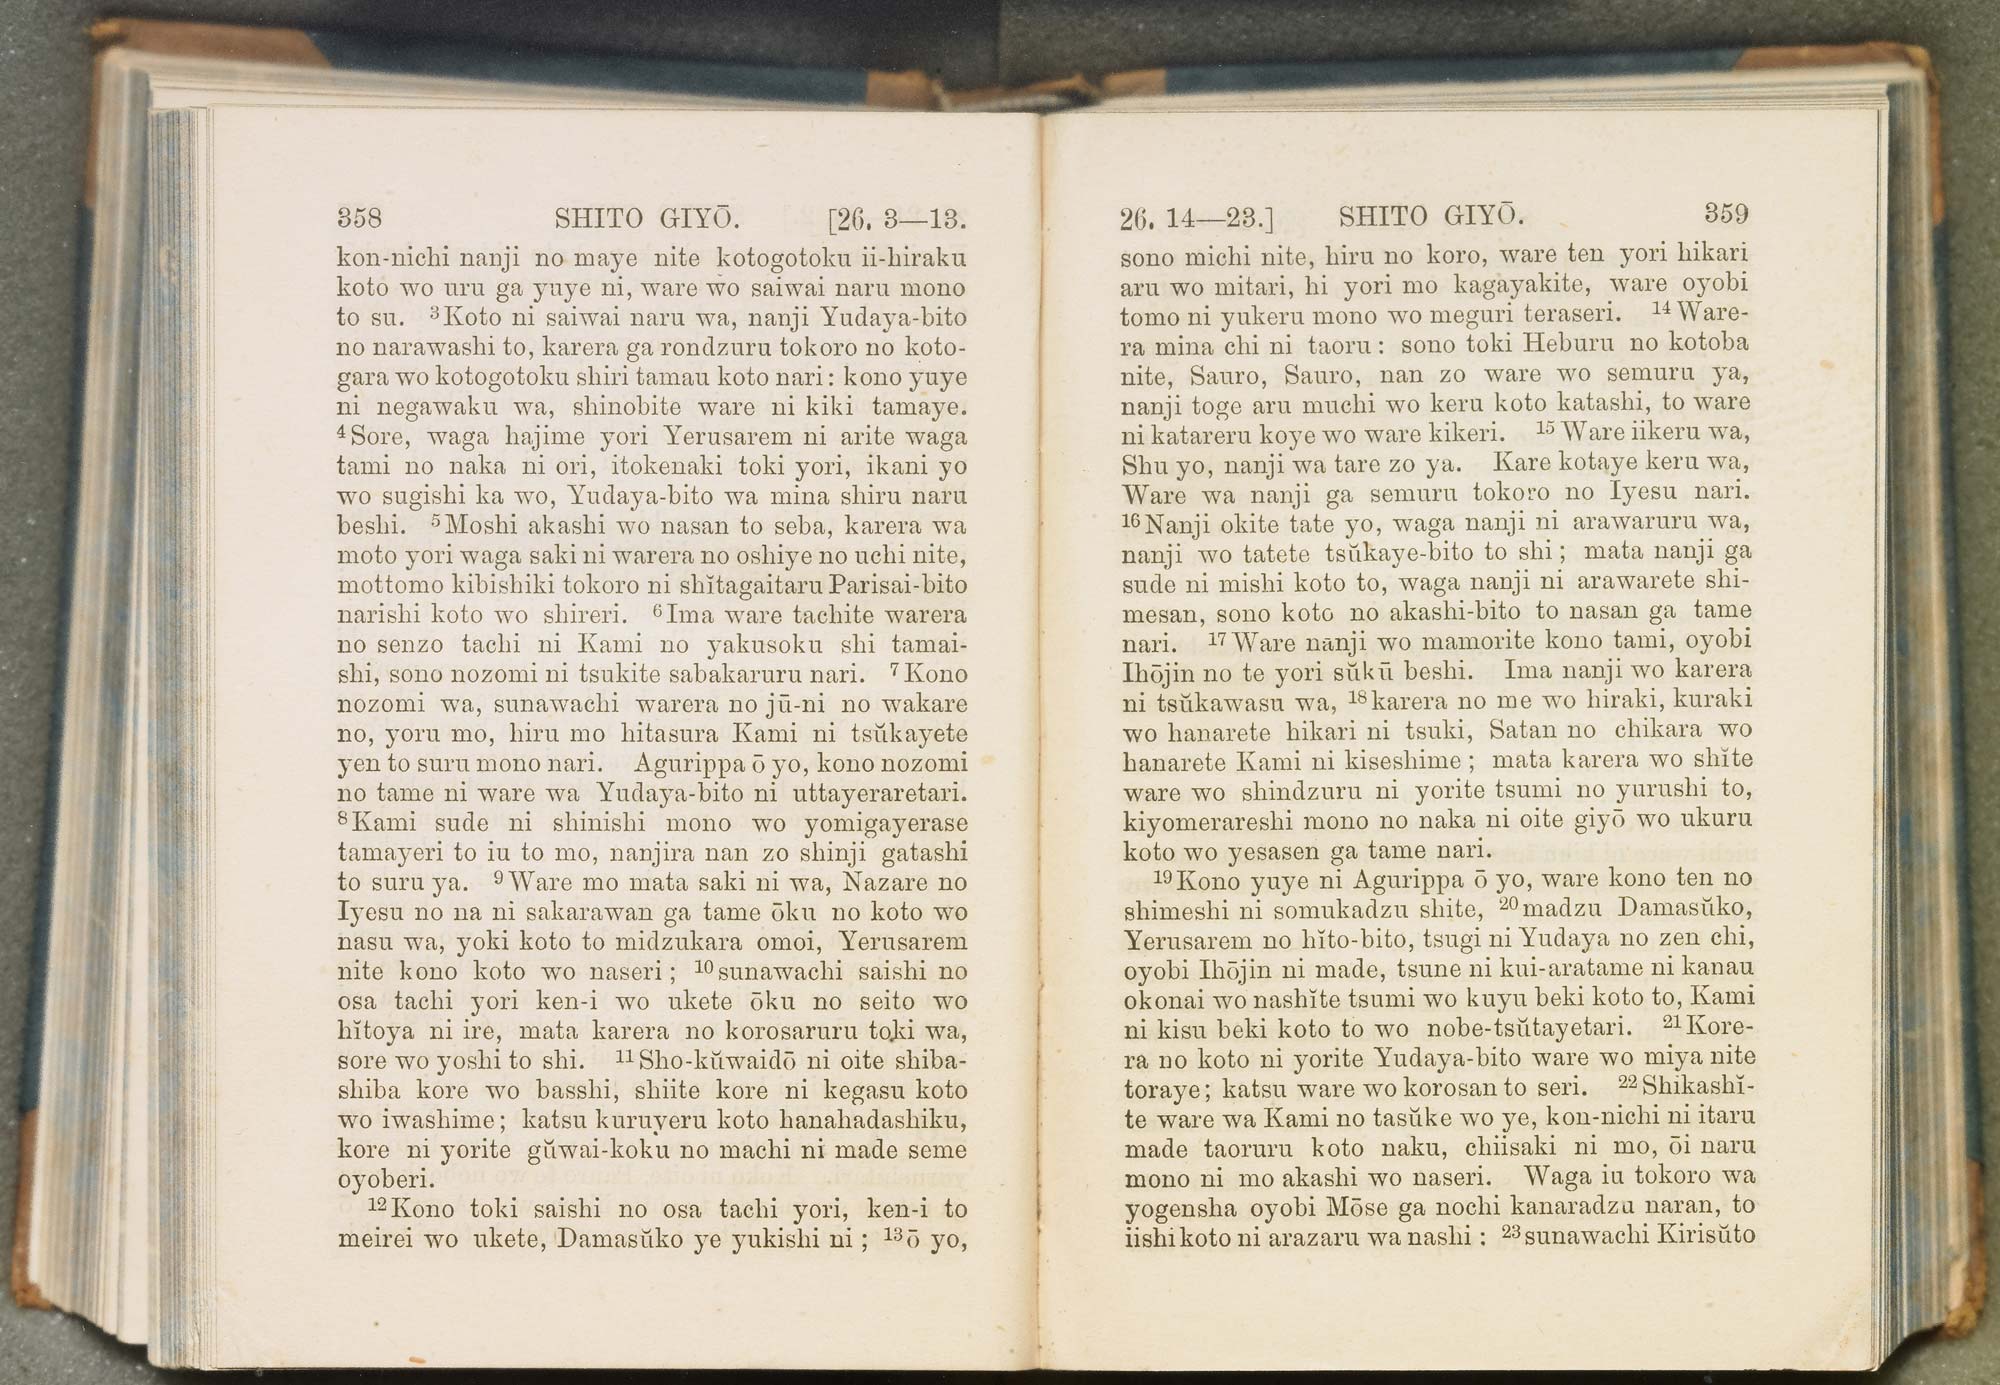 358 SHITO GIYŌ. [26. 3—13.
kon-nichi nanji no maye nite kotogotoku ii-hiraku
koto wo uru ga yuye ni, ware wo saiwai naru mono
to su. ³Koto ni saiwai naru wa, nanji Yudaya-bito
no narawashi to, karera ga rondzuru tokoro no koto-
gara wo kotogotoku shiri tamau koto nari: kono yuye
ni negawaku wa, shinobite ware ni kiki tamaye.
⁴Sore, waga hajime yori Yerusarem ni arite waga
tami no naka ni ori, itokenaki toki yori, ikani yo
wo sugishi ka wo, Yudaya-bito wa mina shiru naru
beshi. ⁵Moshi akashi wo nasan to seba, karera wa
moto yori waga saki ni warera no oshiye no uchi nite,
mottomo kibishiki tokoro ni shĭtagaitaru Parisai-bito
narishi koto wo shireri. ⁶Ima ware tachite warera
no senzo tachi ni Kami no yakusoku shi tamai-
shi, sono nozomi ni tsukite sabakaruru nari. ⁷Kono
nozomi wa, sunawachi warera no jū-ni no wakare
no, yoru mo, hiru mo hitasura Kami ni tsŭkayete
yen to suru mono nari. Agurippa ō yo, kono nozomi
no tame ni ware wa Yudaya-bito ni uttayeraretari.
⁸Kami sude ni shinishi mono wo yomigayerase
tamayeri to iu to mo, nanjira nan zo shinji gatashi
to suru ya. ⁹Ware mo mata saki ni wa, Nazare no
Iyesu no na ni sakarawan ga tame ōku no koto wo
nasu wa, yoki koto to midzukara omoi, Yerusarem
nite kono koto wo naseri; ¹⁰sunawachi saishi no
osa tachi yori ken-i wo ukete ōku no seito wo
hĭtoya ni ire, mata karera no korosaruru toki wa,
sore wo yoshi to shi. ¹¹Sho-kŭwaidō ni oite shiba-
shiba kore wo basshi, shiite kore ni kegasu koto
wo iwashime; katsu kuruyeru koto hanahadashiku,
kore ni yorite gŭwai-koku no machi ni made seme
oyoberi.
¹²Kono toki saishi no osa tachi yori, ken-i to
meirei wo ukete, Damasŭko ye yukishi ni; ¹³ō yo,
26. 14—23.] SHITO GIYŌ. 359
sono michi nite, hiru no koro, ware ten yori hikari
aru wo mitari, hi yori mo kagayakite, ware oyobi
tomo ni yukeru mono wo meguri teraseri. ¹⁴Ware-
ra mina chi ni taoru: sono toki Heburu no kotoba
nite, Sauro, Sauro, nan zo ware wo semuru ya,
nanji toge aru muchi wo keru koto katashi, to ware
ni katareru koye wo ware kikeri. ¹⁵Ware iikeru wa,
Shu yo, nanji wa tare zo ya. Kare kotaye keru wa,
Ware wa nanji ga semuru tokoro no Iyesu nari.
¹⁶Nanji okite tate yo, waga nanji ni arawaruru wa,
nanji wo tatete tsŭkaye-bito to shi; mata nanji ga
sude ni mishi koto to, waga nanji ni arawarete shi-
mesan, sono koto no akashi-bito to nasan ga tame
nari. ¹⁷Ware nānji wo mamorite kono tami, oyobi
Ihōjin no te yori sŭkū beshi. Ima nanji wo karera
ni tsŭkawasu wa, ¹⁸karera no me wo hiraki, kuraki
wo hanarete hikari ni tsuki, Satan no chikara wo
hanarete Kami ni kiseshime; mata karera wo shĭte
ware wo shindzuru ni yorite tsumi no yurushi to,
kiyomerareshi mono no naka ni oite giyō wo ukuru
koto wo yesasen ga tame nari.
¹⁹Kono yuye ni Agurippa ō yo, ware kono ten no
shimeshi ni somukadzu shite, ²⁰madzu Damasŭko,
Yerusarem no hĭto-bito, tsugi ni Yudaya no zen chi,
oyobi Ihōjin ni made, tsune ni kui-aratame ni kanau
okonai wo nashĭte tsumi wo kuyu beki koto to, Kami
ni kisu beki koto to wo nobe-tsŭtayetari. ²¹Kore-
ra no koto ni yorite Yudaya-bito ware wo miya nite
toraye; katsu ware wo korosan to seri. ²²Shikashĭ-
te ware wa Kami no tasŭke wo ye, kon-nichi ni itaru
made taoruru koto naku, chiisaki ni mo, ōi naru
mono ni mo akashi wo naseri. Waga iu tokoro wa
yogensha oyobi Mōse ga nochi kanaradzu naran, to
iishi koto ni arazaru wa nashi: ²³sunawachi Kirisŭto